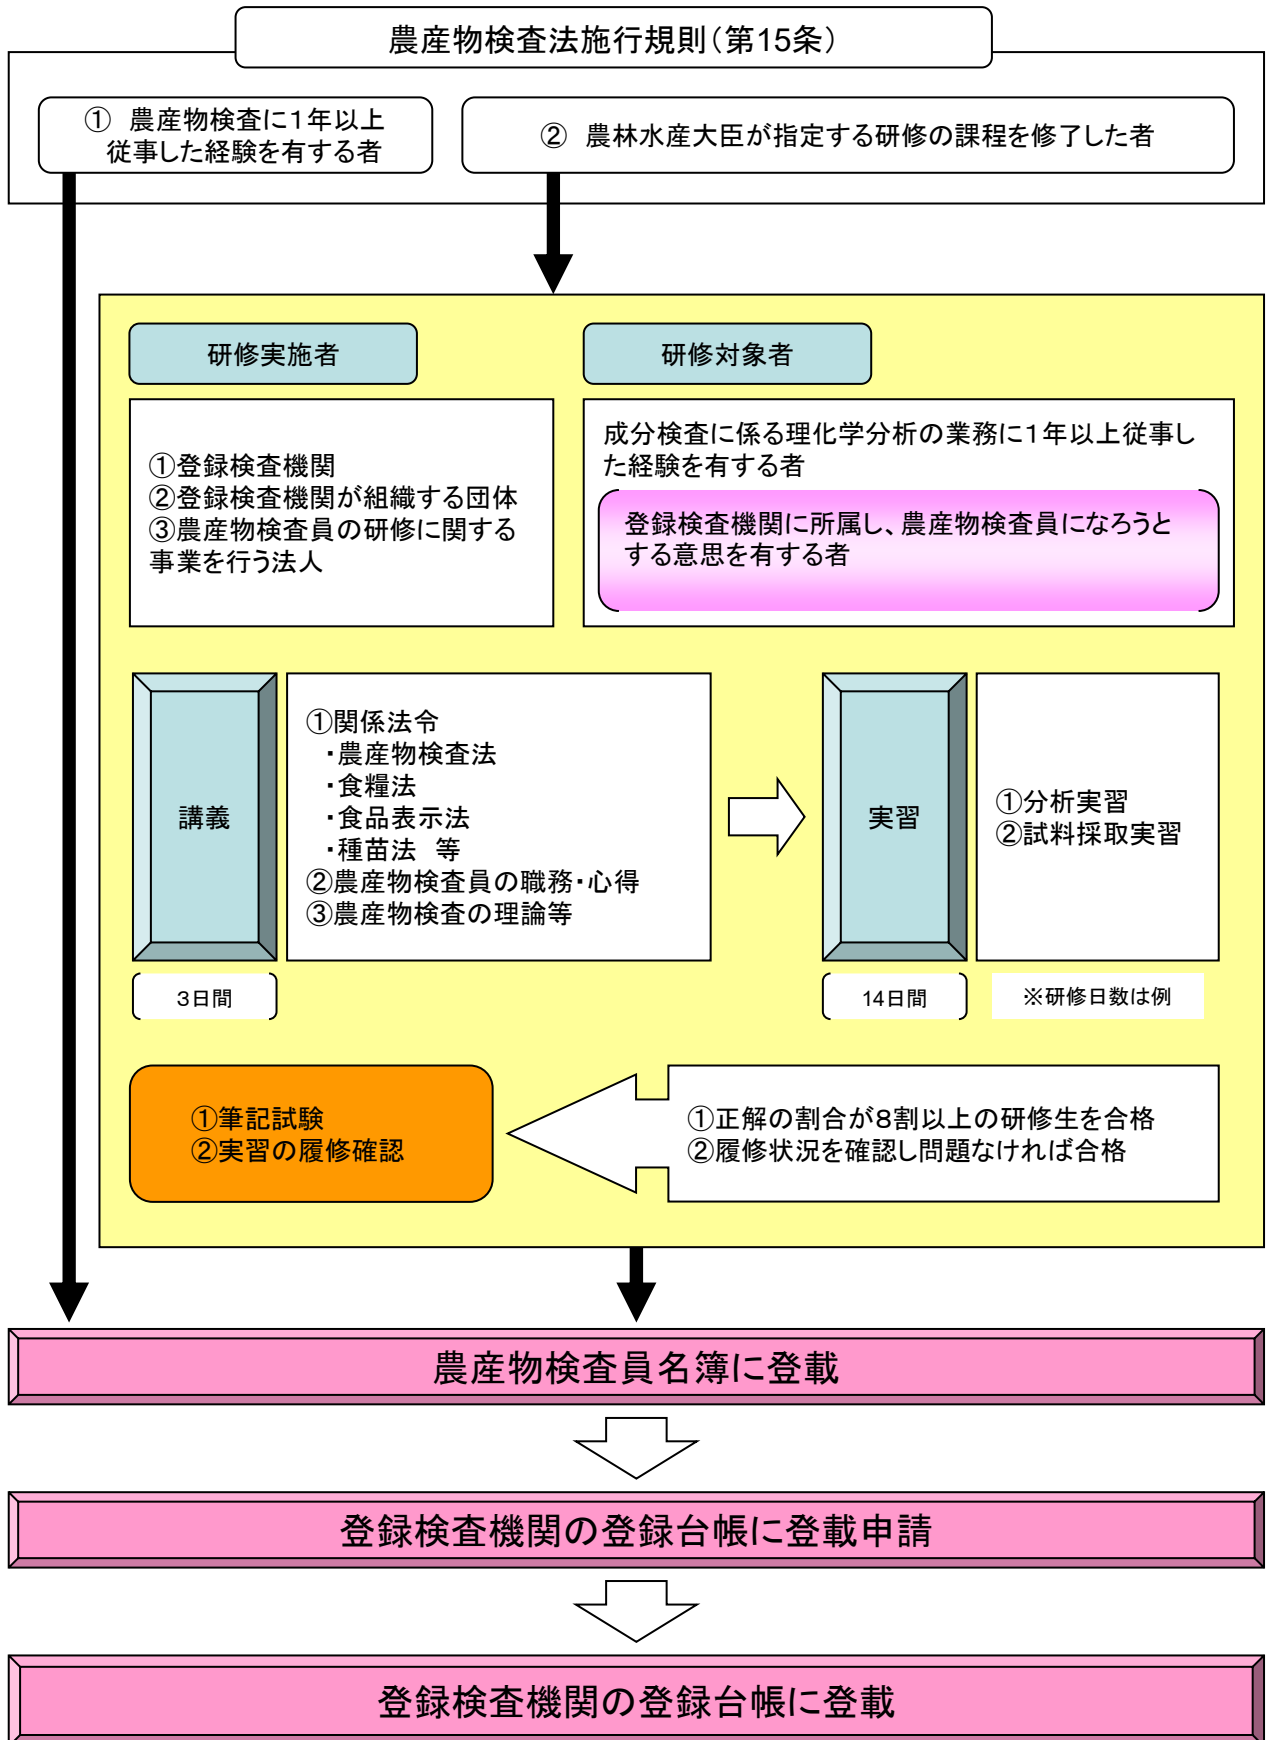 農産物検査法施行規則（第15条）
①　農産物検査に１年以上
従事した経験を有する者
②　農林水産大臣が指定する研修の課程を修了した者
研修実施者
研修対象者
①登録検査機関
②登録検査機関が組織する団体
③農産物検査員の研修に関する
事業を行う法人
成分検査に係る理化学分析の業務に１年以上従事し
た経験を有する者
登録検査機関に所属し、農産物検査員になろうと
する意思を有する者
講義
①関係法令
・農産物検査法
・食糧法
・食品表示法
・種苗法　等
②農産物検査員の職務・心得
③農産物検査の理論等
実習
①分析実習
②試料採取実習
３日間
14日間
※研修日数は例
①筆記試験
②実習の履修確認
①正解の割合が８割以上の研修生を合格
②履修状況を確認し問題なければ合格
農産物検査員名簿に登載
登録検査機関の登録台帳に登載申請
登録検査機関の登録台帳に登載